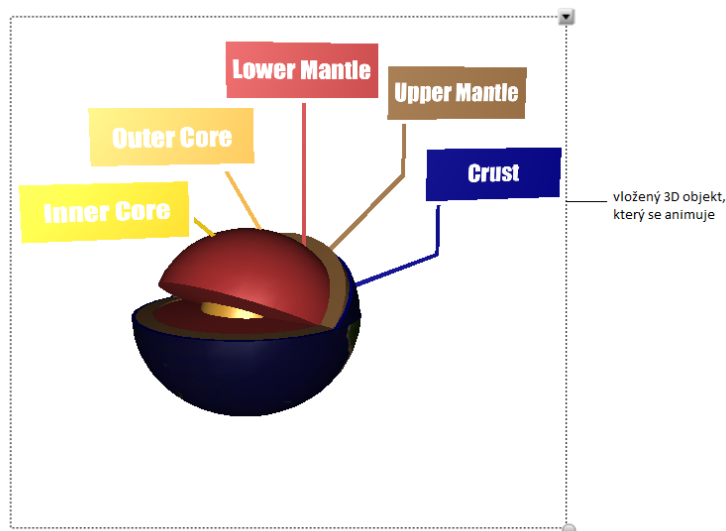 Lower Mantle
Upper Mantle
Outer Core
Crust
Inner Core
vložený 3D objekt,
který se animuje